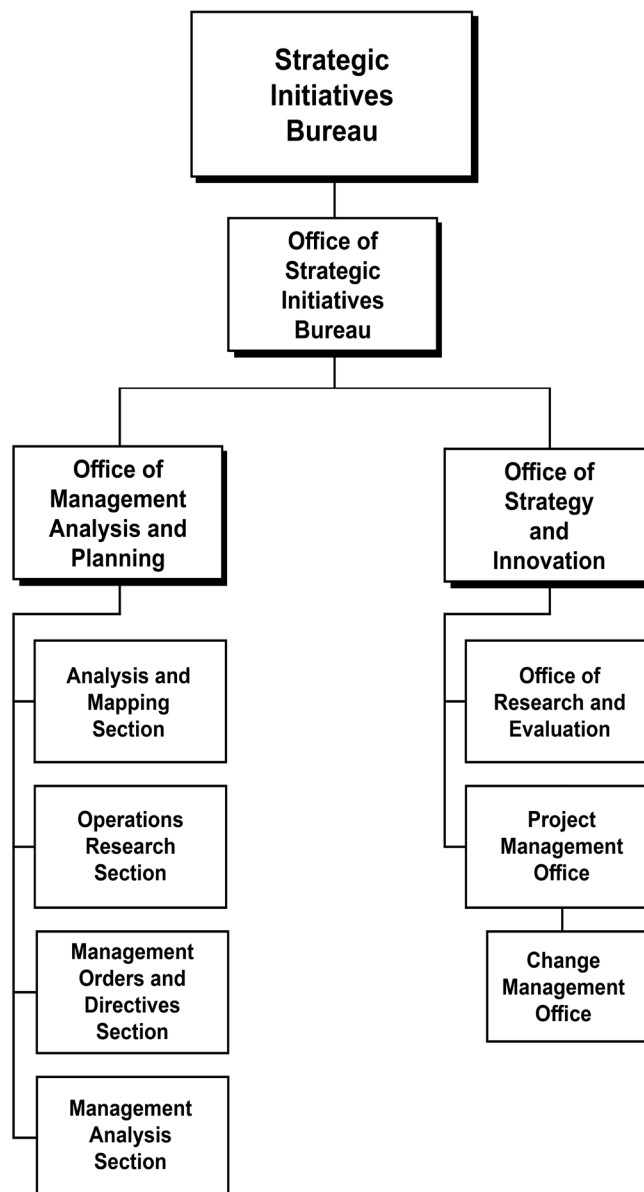 Strategic
Initiatives
Bureau
Office of
Strategic
Initiatives
Bureau
Office of
Management
Analysis and
Planning
Analysis and
Mapping
Section
Operations
Research
Section
Management
Orders and
Directives
Section
Management
Analysis
Section
Office of
Strategy
and
Innovation
Office of
Research and
Evaluation
Project
Management
Office
Change
Management
Office